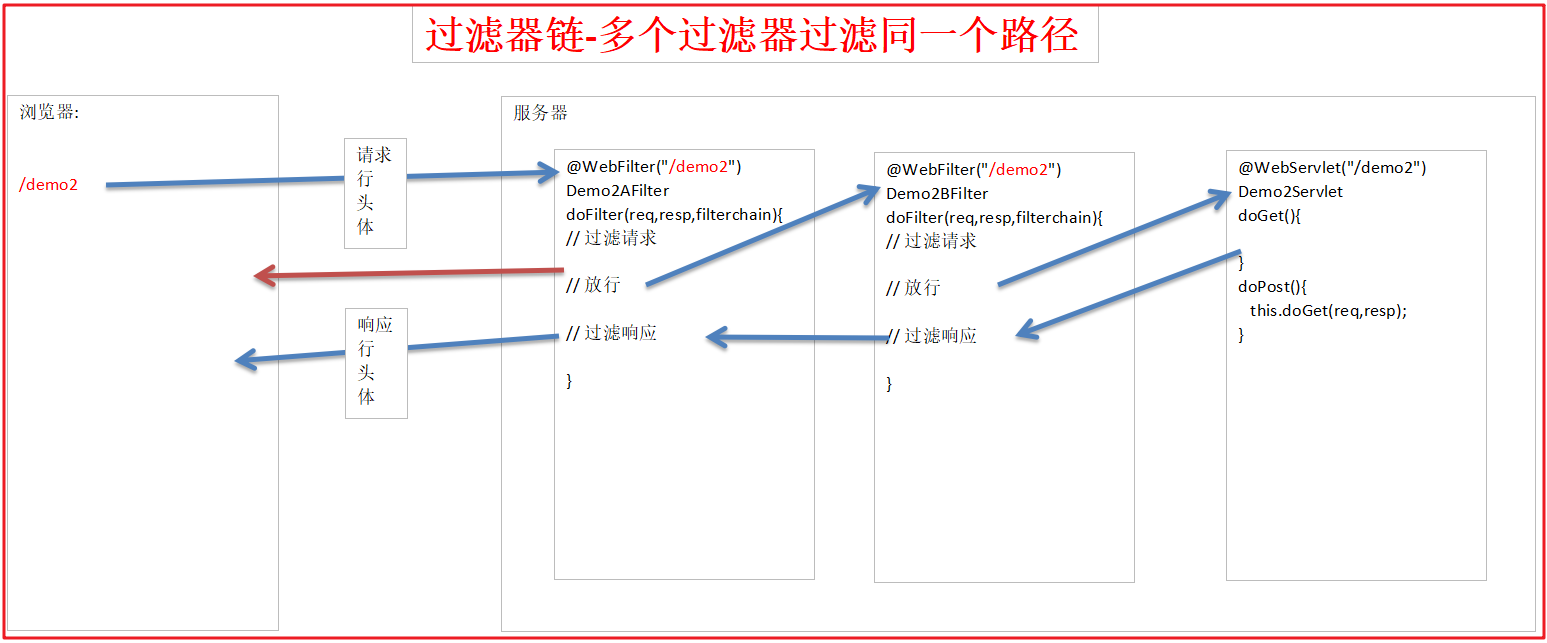 过滤器链-多个过滤器过滤同一个路径
浏览器:
/demo2
请求
行
头
体
响应
行
头
体
服务器
@WebFilter("/demo2")
Demo2AFilter
doFilter(req,resp,filterchain){
// 过滤请求
// 放行
// 过滤响应
}
@WebFilter("/demo2")
Demo2BFilter
doFilter(req,resp,filterchain){
// 过滤请求
// 放行
// 过滤响应
}
@WebServlet("/demo2")
Demo2Servlet
doGet(){
}
doPost(){
this.doGet(req,resp);
}